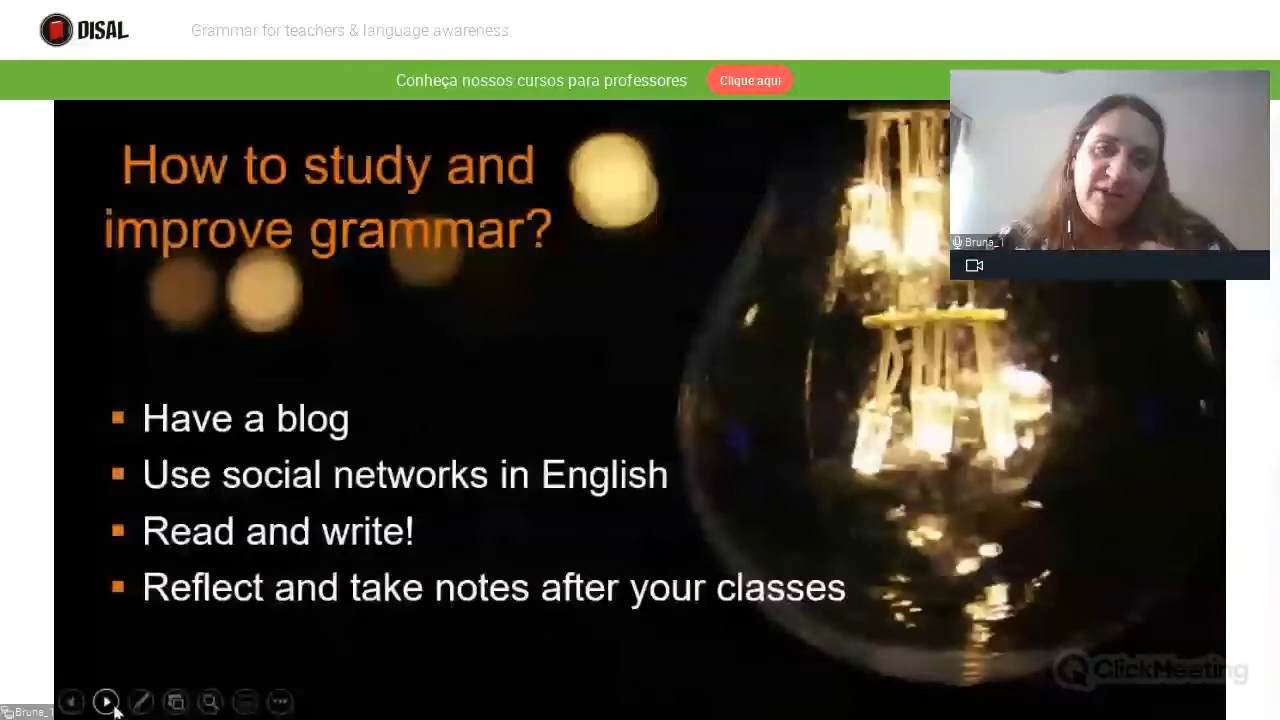 DISAL
Grammar for teachers & language awareness
Conheça nossos cursos para professores
Clique aqui
How to study and
improve grammar?
Bruna_1
Have a blog
Use social networks in English
Read and write!
Reflect and take notes after your classes
ClickMeeting
Bruna_1